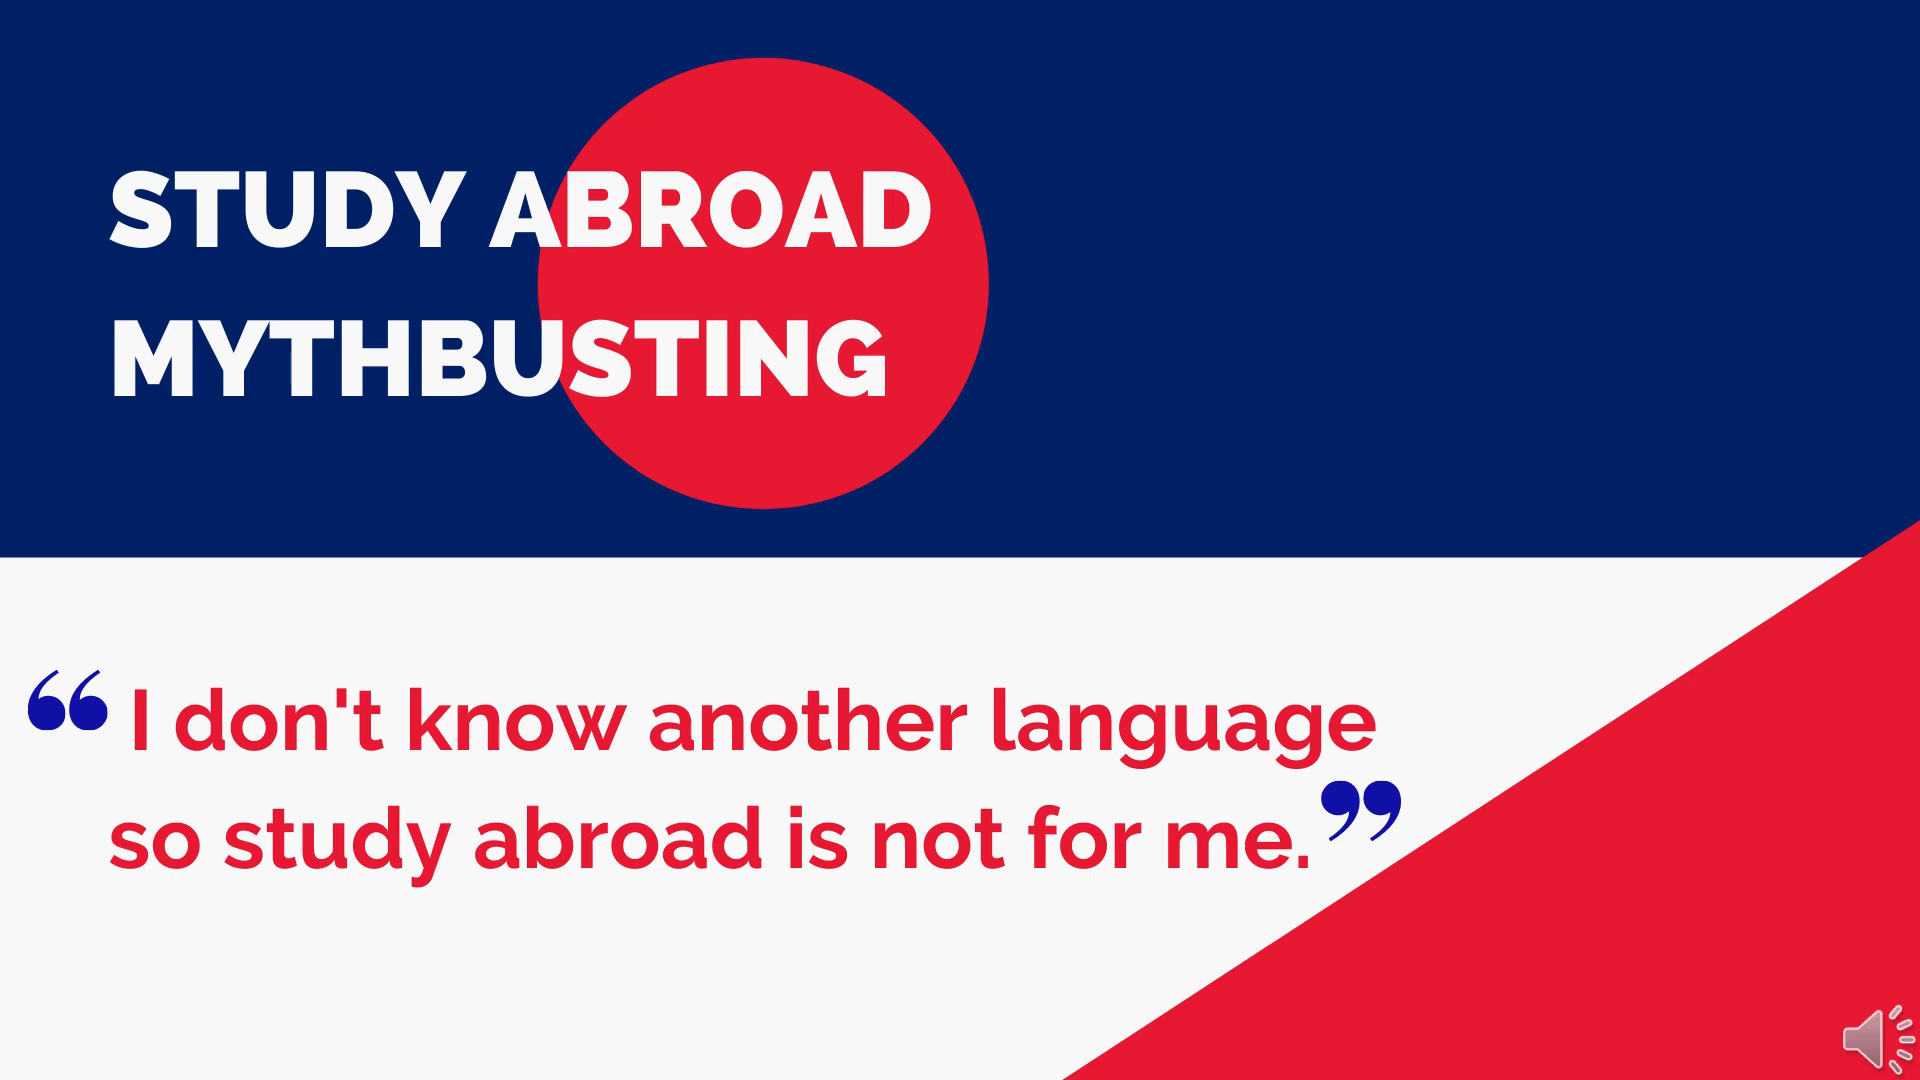 STUDY ABROAD
MYTHBUSTING
“I don't know another language
so study abroad is not for me.”